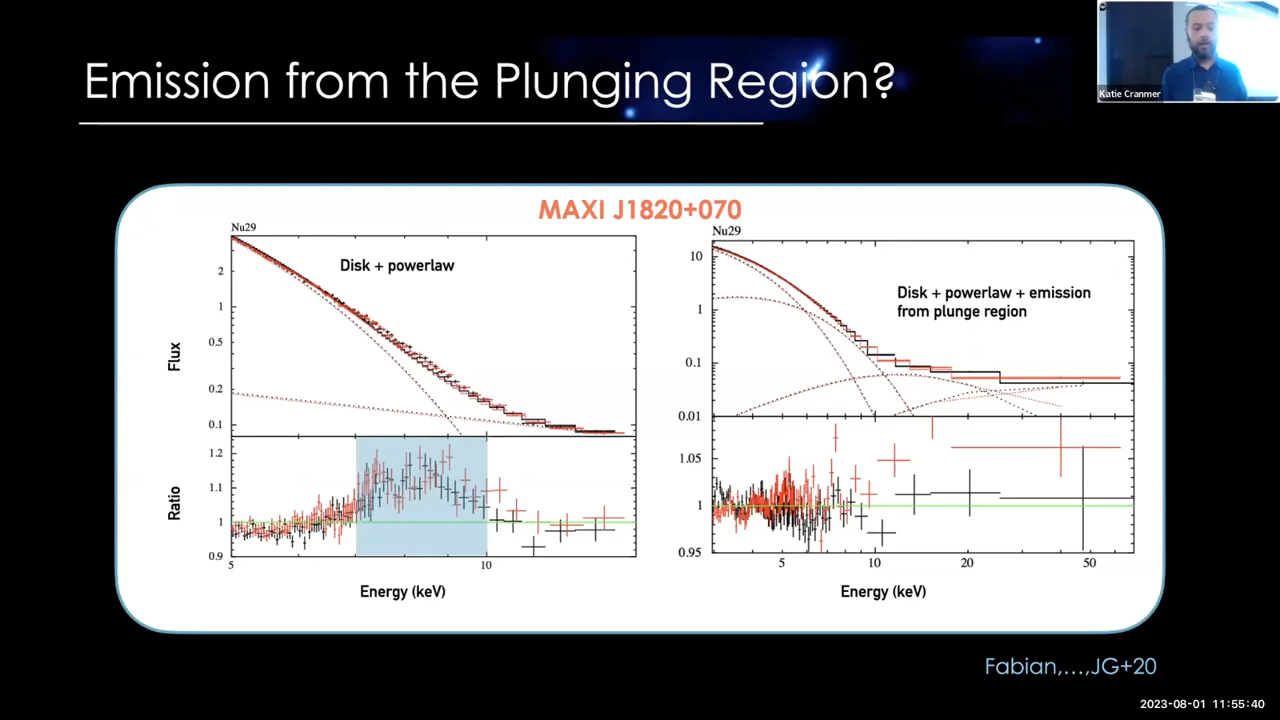 Emission from the Plunging Region?
Katie Cranmer
MAXI J1820+070
Nu29
Disk + powerlaw
Flux
2
1
0.5
0.2
0.1
Ratio
1.2
1.1
1
0.9
5
10
Energy (keV)
Nu29
Disk + powerlaw + emission
from plunge region
10
1
0.1
0.01
1.05
1
0.95
5
10
20
50
Energy (keV)
Fabian,...,JG+20
2023-08-01 11:55:40